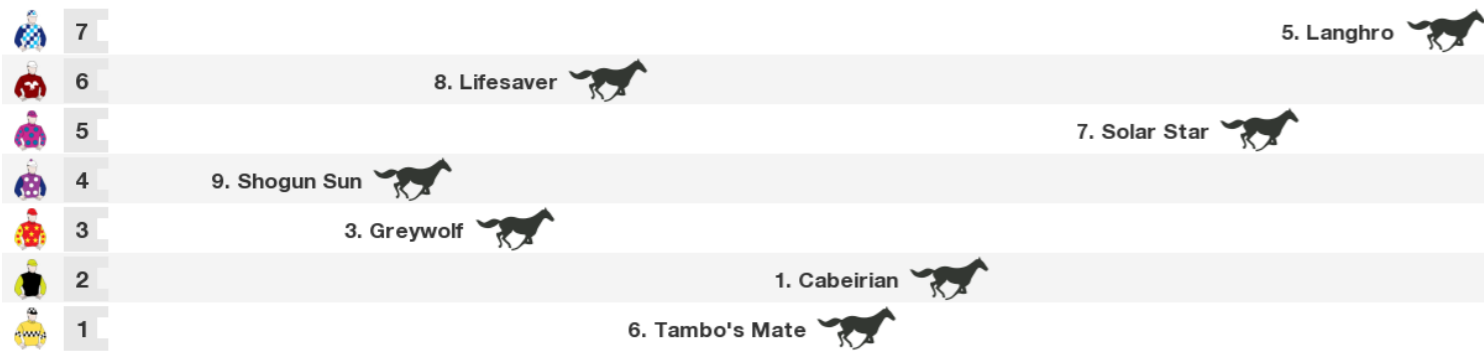 7 5. Langhro
6 8. Lifesaver
5 7. Solar Star
4 9. Shogun Sun
3 3. Greywolf
2 1. Cabeirian
1 6. Tambo's Mate